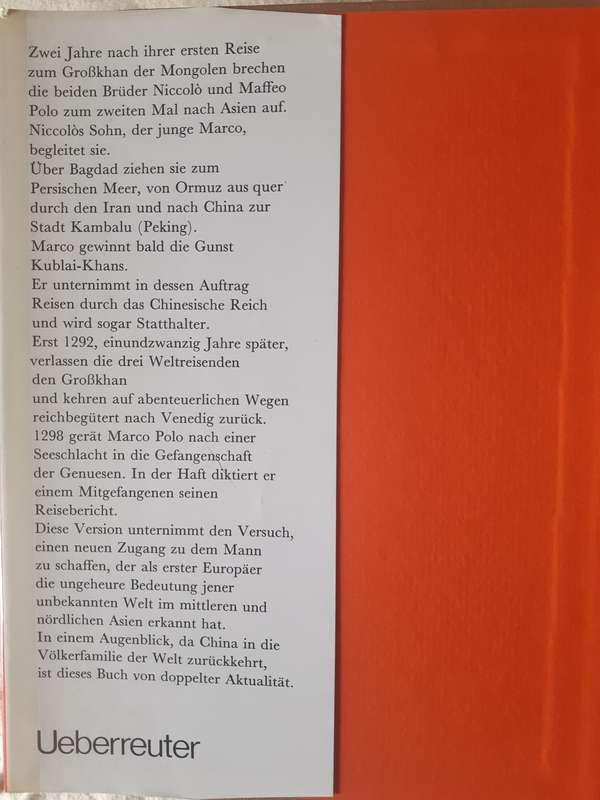 Zwei Jahre nach ihrer ersten Reise
zum Großkhan der Mongolen brechen
die beiden Brüder Niccolò und Maffeo
Polo zum zweiten Mal nach Asien auf.
Niccolòs Sohn, der junge Marco,
begleitet sie.
Über Bagdad ziehen sie zum
Persischen Meer, von Ormuz aus quer
durch den Iran und nach China zur
Stadt Kambalu (Peking).
Marco gewinnt bald die Gunst
Kublai-Khans.
Er unternimmt in dessen Auftrag
Reisen durch das Chinesische Reich
und wird sogar Statthalter.
Erst 1292, einundzwanzig Jahre später,
verlassen die drei Weltreisenden
den Großkhan
und kehren auf abenteuerlichen Wegen
reichbegütert nach Venedig zurück.
1298 gerät Marco Polo nach einer
Seeschlacht in die Gefangenschaft
der Genuesen. In der Haft diktiert er
einem Mitgefangenen seinen
Reisebericht.
Diese Version unternimmt den Versuch,
einen neuen Zugang zu dem Mann
zu schaffen, der als erster Europäer
die ungeheure Bedeutung jener
unbekannten Welt im mittleren und
nördlichen Asien erkannt hat.
In einem Augenblick, da China in die
Völkerfamilie der Welt zurückkehrt,
ist dieses Buch von doppelter Aktualität.
Ueberreuter